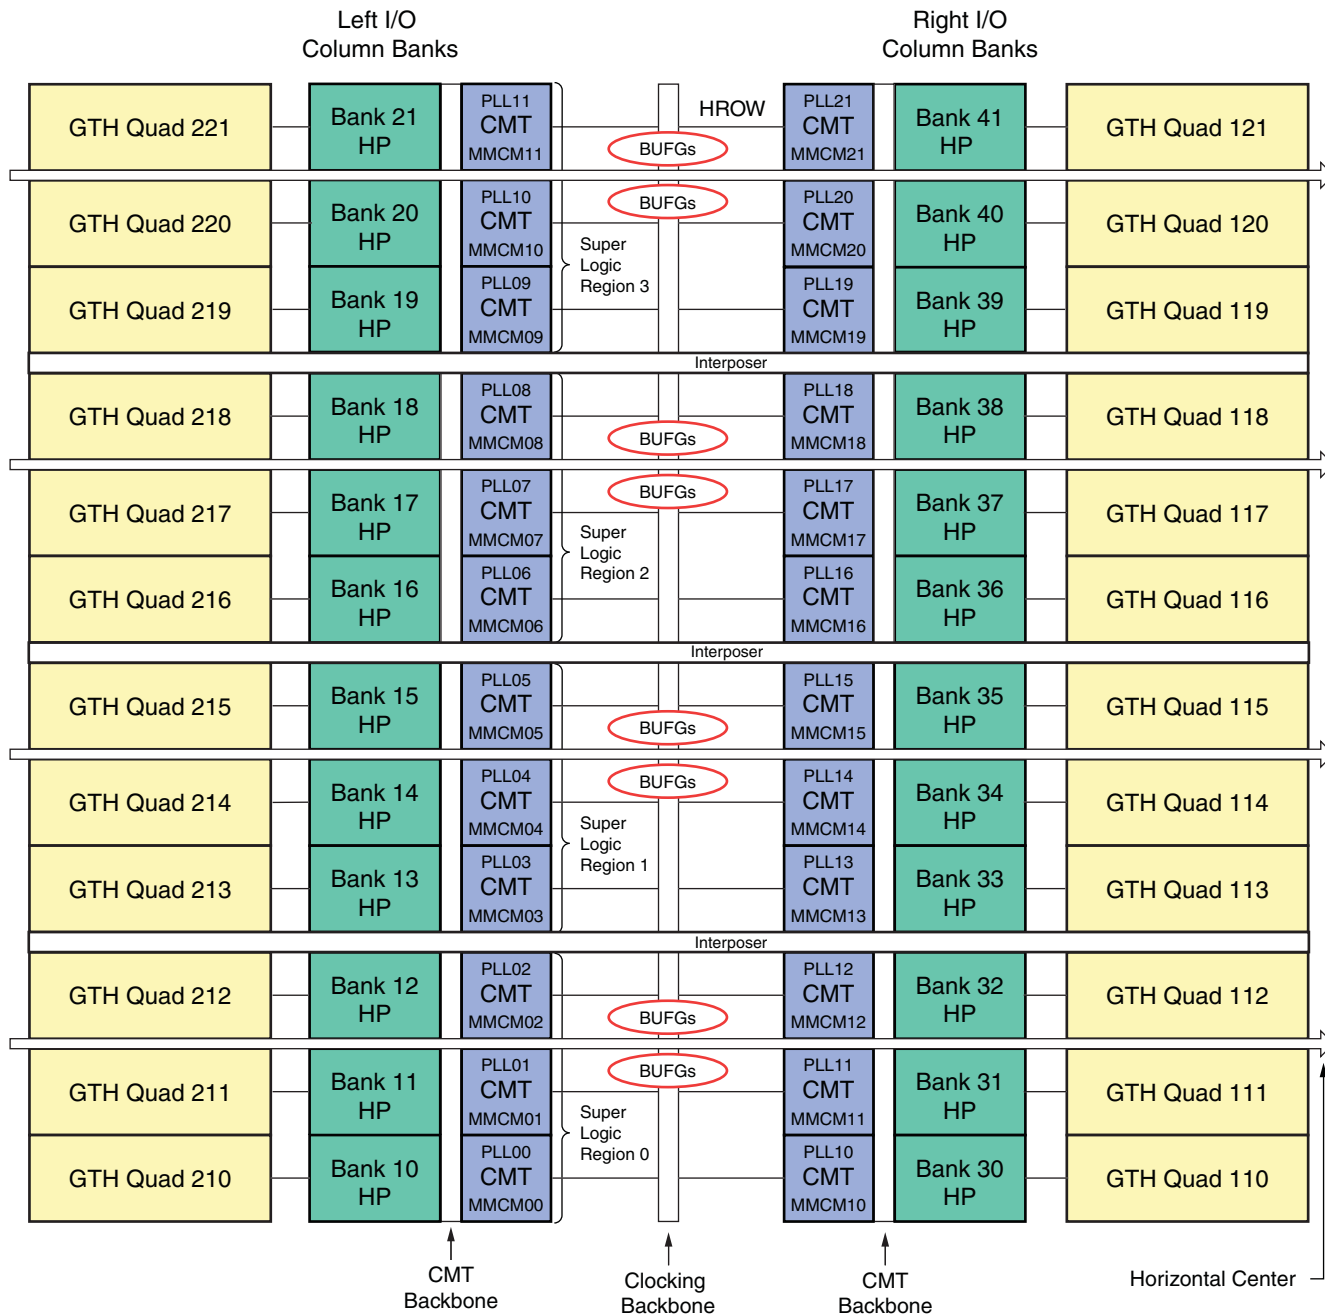 Left I/O
Column Banks
Right I/O
Column Banks
GTH Quad 221
Bank 21
HP
PLL11
CMT
MMCM11
HROW
BUFGs
PLL21
CMT
MMCM21
Bank 41
HP
GTH Quad 121
GTH Quad 220
Bank 20
HP
PLL10
CMT
MMCM10
BUFGs
PLL20
CMT
MMCM20
Bank 40
HP
GTH Quad 120
Super
Logic
Region 3
GTH Quad 219
Bank 19
HP
PLL09
CMT
MMCM09
PLL19
CMT
MMCM19
Bank 39
HP
GTH Quad 119
Interposer
GTH Quad 218
Bank 18
HP
PLL08
CMT
MMCM08
BUFGs
PLL18
CMT
MMCM18
Bank 38
HP
GTH Quad 118
GTH Quad 217
Bank 17
HP
PLL07
CMT
MMCM07
BUFGs
PLL17
CMT
MMCM17
Bank 37
HP
GTH Quad 117
Super
Logic
Region 2
GTH Quad 216
Bank 16
HP
PLL06
CMT
MMCM06
PLL16
CMT
MMCM16
Bank 36
HP
GTH Quad 116
Interposer
GTH Quad 215
Bank 15
HP
PLL05
CMT
MMCM05
BUFGs
PLL15
CMT
MMCM15
Bank 35
HP
GTH Quad 115
GTH Quad 214
Bank 14
HP
PLL04
CMT
MMCM04
BUFGs
PLL14
CMT
MMCM14
Bank 34
HP
GTH Quad 114
Super
Logic
Region 1
GTH Quad 213
Bank 13
HP
PLL03
CMT
MMCM03
PLL13
CMT
MMCM13
Bank 33
HP
GTH Quad 113
Interposer
GTH Quad 212
Bank 12
HP
PLL02
CMT
MMCM02
BUFGs
PLL12
CMT
MMCM12
Bank 32
HP
GTH Quad 112
GTH Quad 211
Bank 11
HP
PLL01
CMT
MMCM01
BUFGs
PLL11
CMT
MMCM11
Bank 31
HP
GTH Quad 111
Super
Logic
Region 0
GTH Quad 210
Bank 10
HP
PLL00
CMT
MMCM00
PLL10
CMT
MMCM10
Bank 30
HP
GTH Quad 110
CMT
Backbone
Clocking
Backbone
CMT
Backbone
Horizontal Center